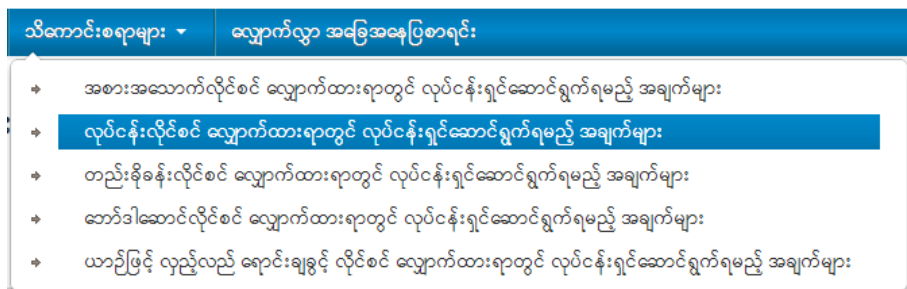 သိကောင်းစရာများ လျှောက်လွှာ အခြေအနေပြစာရင်း
အစားအသောက်လိုင်စင် လျှောက်ထားရာတွင် လုပ်ငန်းရှင်ဆောင်ရွက်ရမည့် အချက်များ
လုပ်ငန်းလိုင်စင် လျှောက်ထားရာတွင် လုပ်ငန်းရှင်ဆောင်ရွက်ရမည့် အချက်များ
တည်းခိုခန်းလိုင်စင် လျှောက်ထားရာတွင် လုပ်ငန်းရှင်ဆောင်ရွက်ရမည့် အချက်များ
ဘော်ဒါဆောင်လိုင်စင် လျှောက်ထားရာတွင် လုပ်ငန်းရှင်ဆောင်ရွက်ရမည့် အချက်များ
ယာဉ်ဖြင့် လှည့်လည် ရောင်းချခွင့် လိုင်စင် လျှောက်ထားရာတွင် လုပ်ငန်းရှင်ဆောင်ရွက်ရမည့် အချက်များ